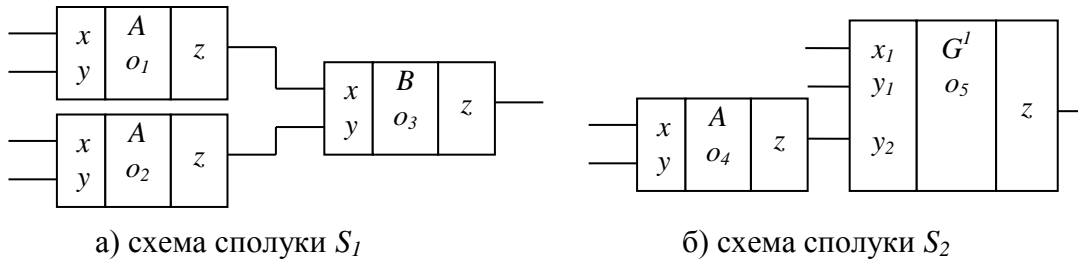 x A z
y o1
x A z
y o2
x B z
y o3
x A z
y o4
x1 G1
y1 o5
z
y2
а) схема сполуки S1
б) схема сполуки S2